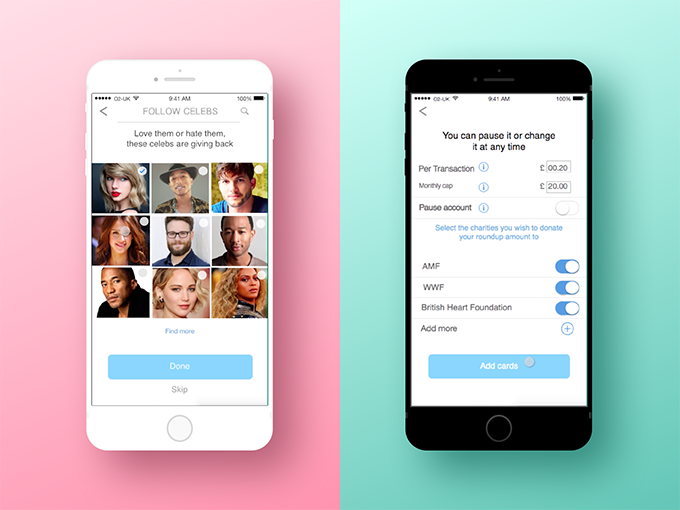 O2-UK
9:41 AM
100%
FOLLOW CELEBS
Love them or hate them,
these celebs are giving back
Find more
Done
Skip
O2-UK
9:41 AM
100%
You can pause it or change
it at any time
Per Transaction i £ 00.20
Monthly cap i £ 20.00
Pause account i
Select the charities you wish to donate
your roundup amount to
AMF
WWF
British Heart Foundation
Add more
Add cards